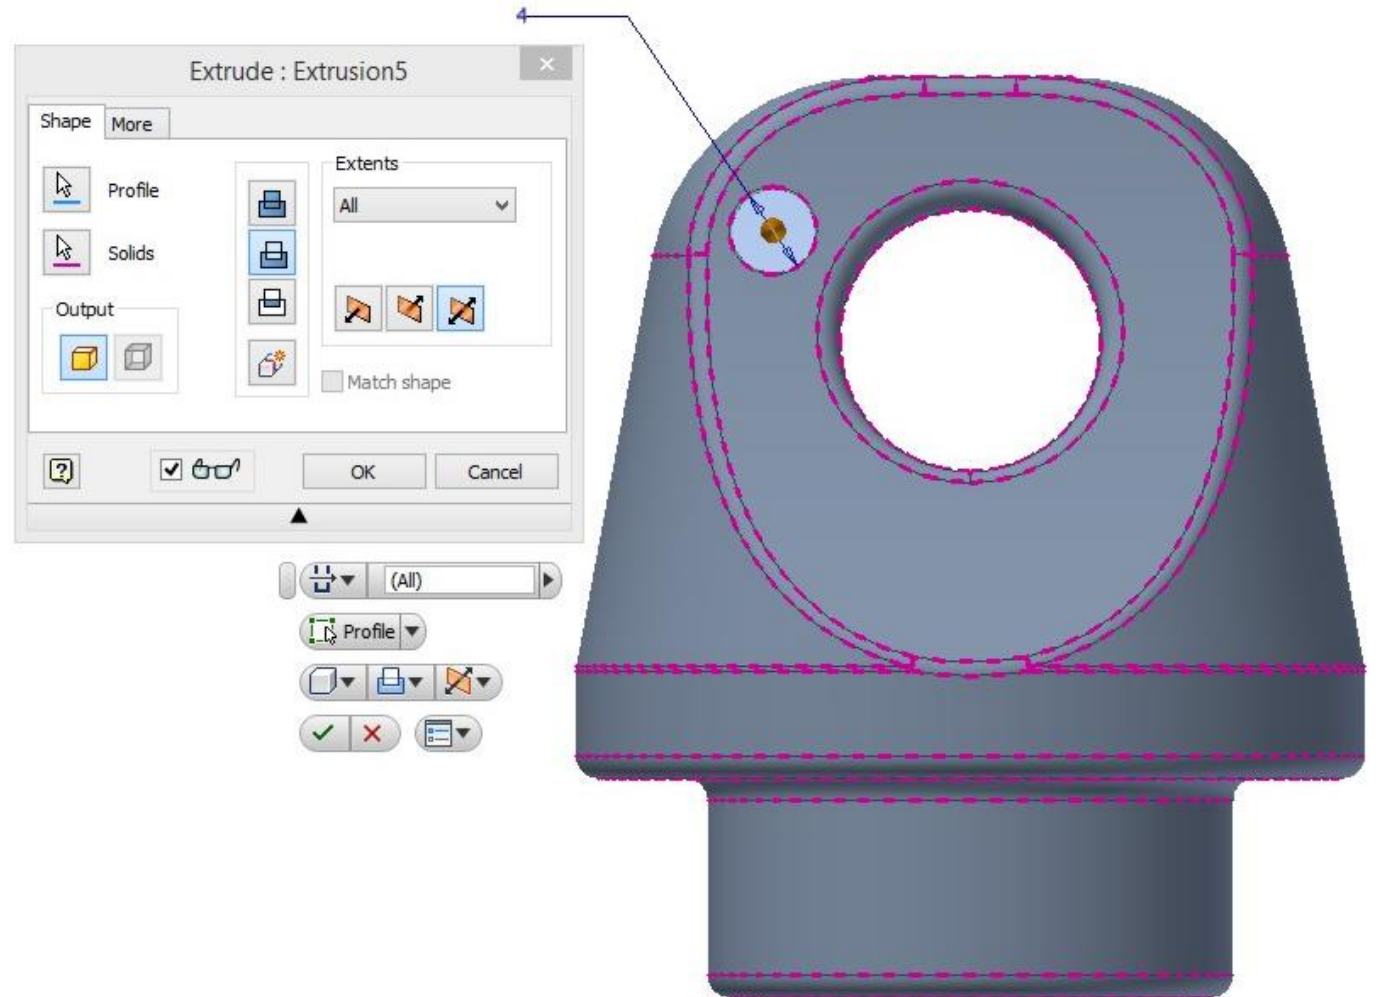 4
Extrude : Extrusion5
Shape
More
Extents
Profile
All
Solids
Output
Match shape
OK
Cancel
(All)
Profile